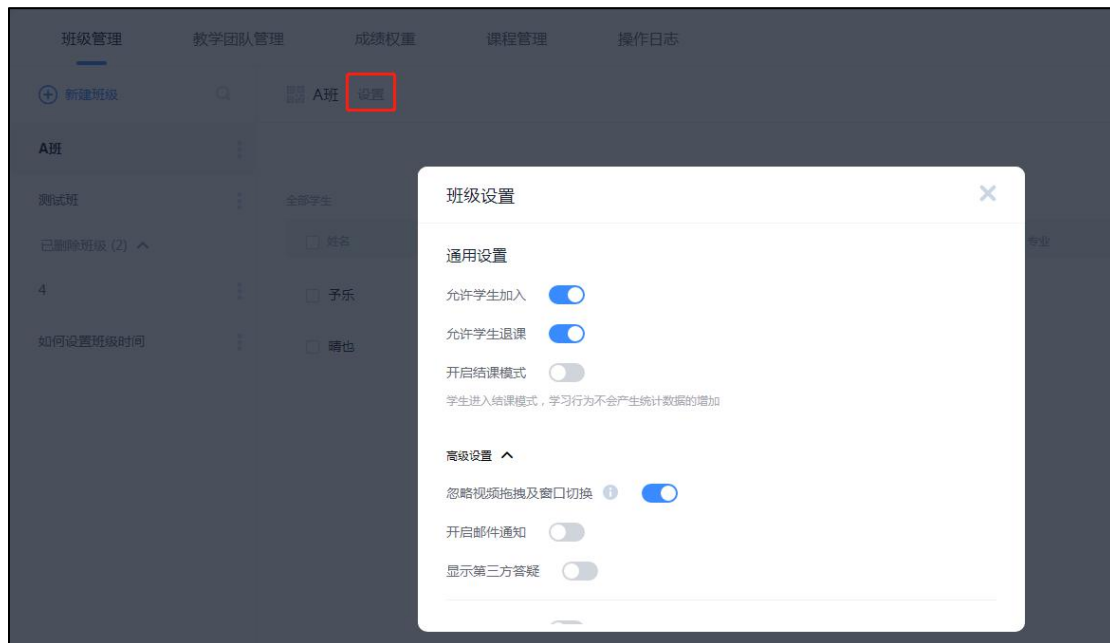 班级管理 教学团队管理 成绩权重 课程管理 操作日志
新建班级 A班 设置
A班
测试班
全部学生
已删除班级 (2)
姓名 专业
4
予乐
如何设置班级时间
晴也
班级设置
通用设置
允许学生加入
允许学生退课
开启结课模式
学生进入结课模式，学习行为不会产生统计数据的增加
高级设置
忽略视频拖拽及窗口切换
开启邮件通知
显示第三方答疑